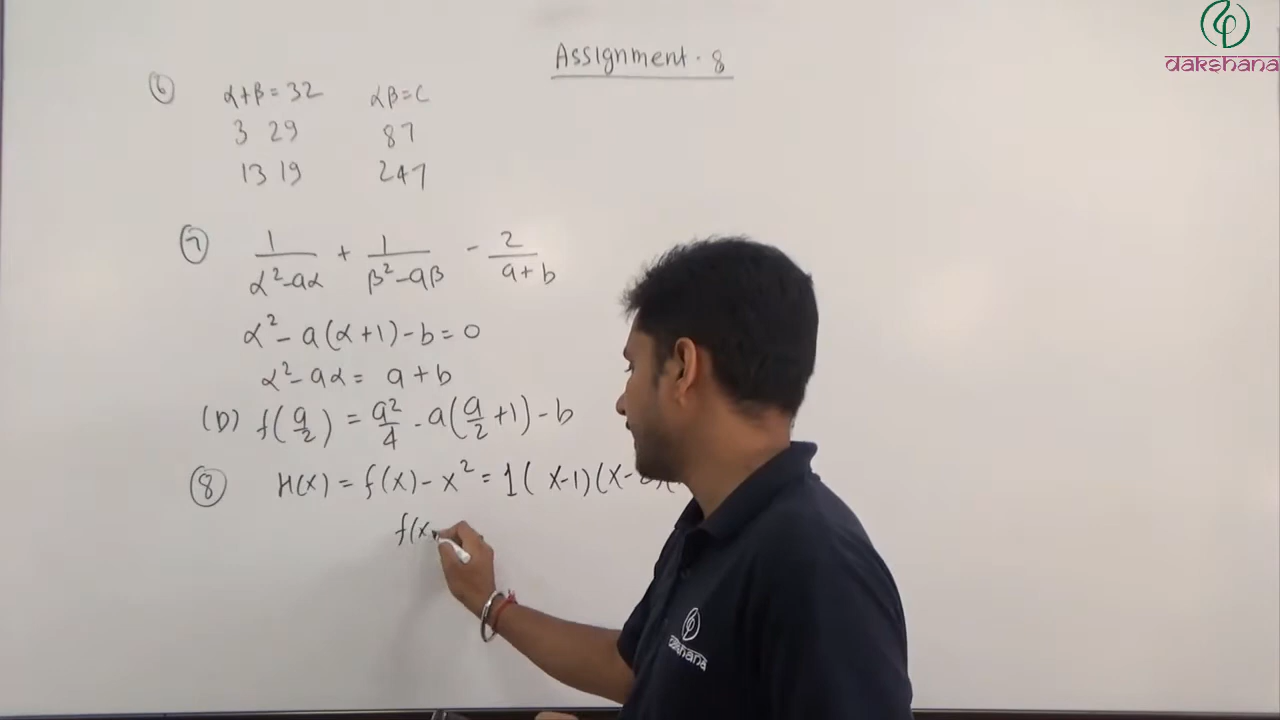 dakshana
Assignment - 8
⑥ α+β = 32 αβ = C
3 29 87
13 19 247
⑦ 1/(α²-aα) + 1/(β²-aβ) - 2/(a+b)
α² - a(α+1) - b = 0
α² - aα = a+b
(D) f(a/2) = a²/4 - a(a/2 + 1) - b
⑧ H(x) = f(x) - x² = 1(x-1)(x-
f(x
dakshana